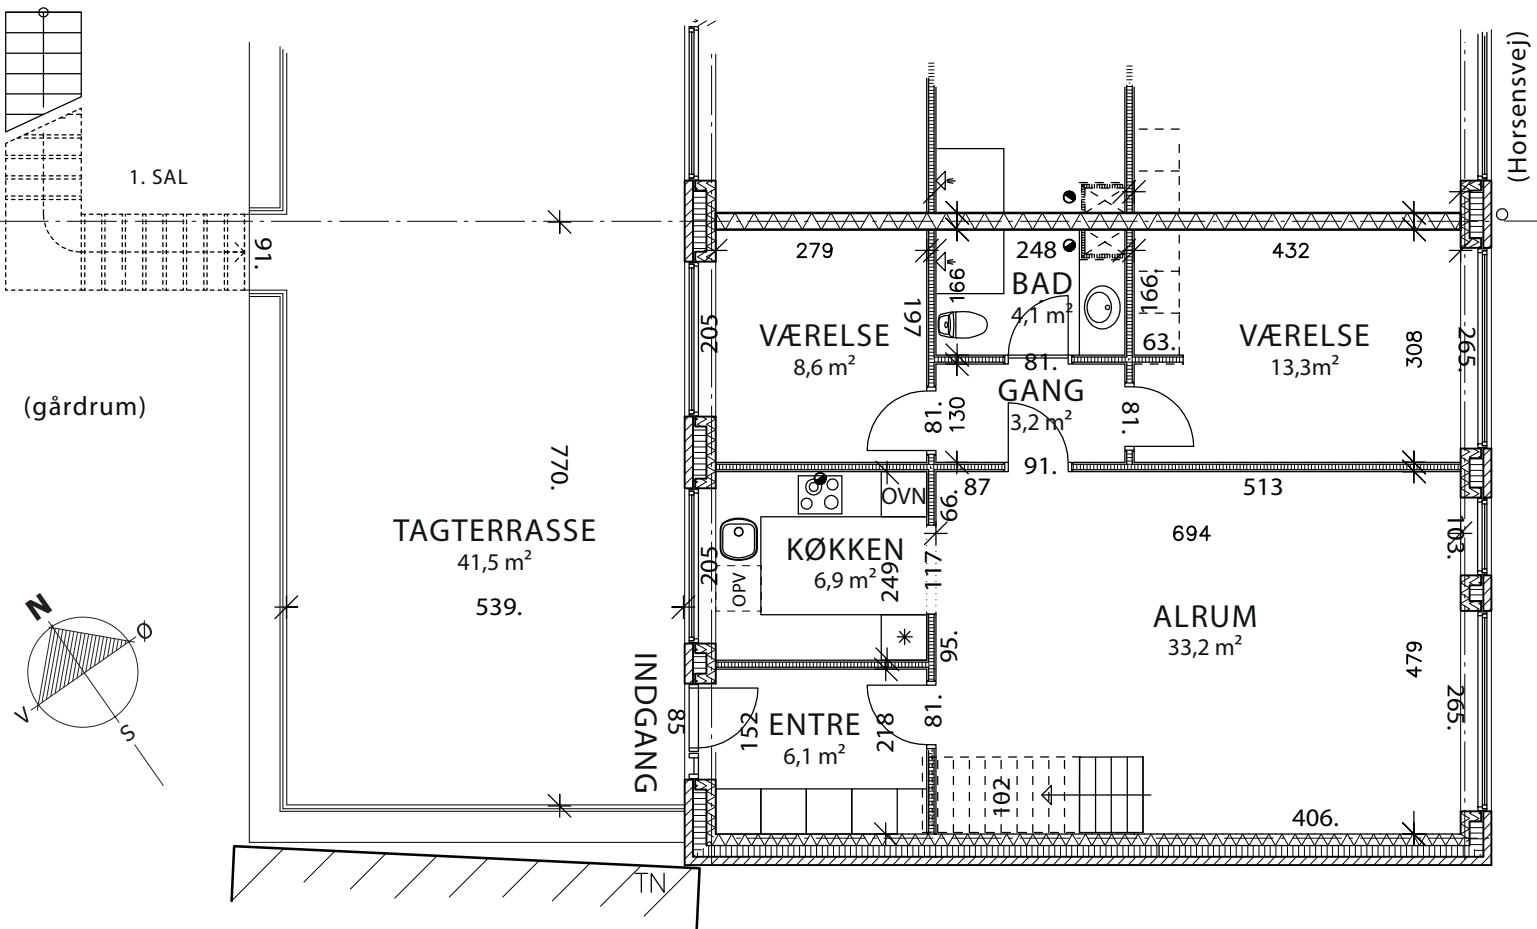 (Horsensvej)
1. SAL
91.
279
248
432
BAD
4,1 m²
166
166.
197
205
VÆRELSE
8,6 m²
63.
VÆRELSE
13,3m²
308
265.
81.
GANG
3,2 m²
(gårdrum)
81.
130
81.
91.
770.
87
513
OVN
66.
TAGTERRASSE
41,5 m²
694
103.
KØKKEN
6,9 m²
249
117
205
OPV
539.
N
Ø
V
S
ALRUM
33,2 m²
95.
479
INDGANG
85
152
ENTRE
6,1 m²
218
81.
265.
102
406.
TN